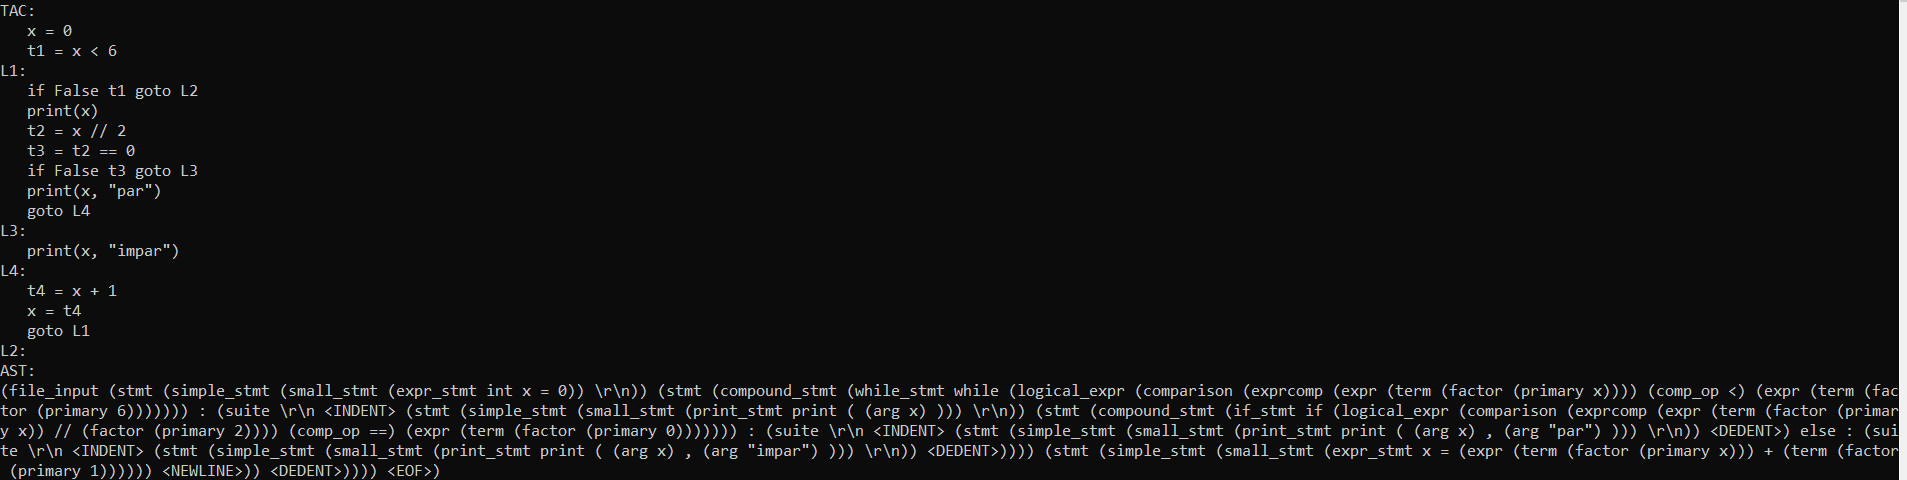 TAC:
   x = 0
   t1 = x < 6
L1:
   if False t1 goto L2
   print(x)
   t2 = x // 2
   t3 = t2 == 0
   if False t3 goto L3
   print(x, "par")
   goto L4
L3:
   print(x, "impar")
L4:
   t4 = x + 1
   x = t4
   goto L1
L2:
AST:
(file_input (stmt (simple_stmt (small_stmt (expr_stmt int x = 0)) \r\n)) (stmt (compound_stmt (while_stmt while (logical_expr (comparison (exprcomp (expr (term (factor (primary x)))) (comp_op <) (expr (term (fac
tor (primary 6))))))) : (suite \r\n <INDENT> (stmt (simple_stmt (small_stmt (print_stmt print ( (arg x) ))) \r\n)) (stmt (compound_stmt (if_stmt if (logical_expr (comparison (exprcomp (expr (term (factor (primar
y x)) // (factor (primary 2)))) (comp_op ==) (expr (term (factor (primary 0))))))) : (suite \r\n <INDENT> (stmt (simple_stmt (small_stmt (print_stmt print ( (arg x) , (arg "par") ))) \r\n)) <DEDENT>) else : (sui
te \r\n <INDENT> (stmt (simple_stmt (small_stmt (print_stmt print ( (arg x) , (arg "impar") ))) \r\n)) <DEDENT>)))) (stmt (simple_stmt (small_stmt (expr_stmt x = (expr (term (factor (primary x))) + (term (factor
 (primary 1)))))) <NEWLINE>)) <DEDENT>)))) <EOF>)